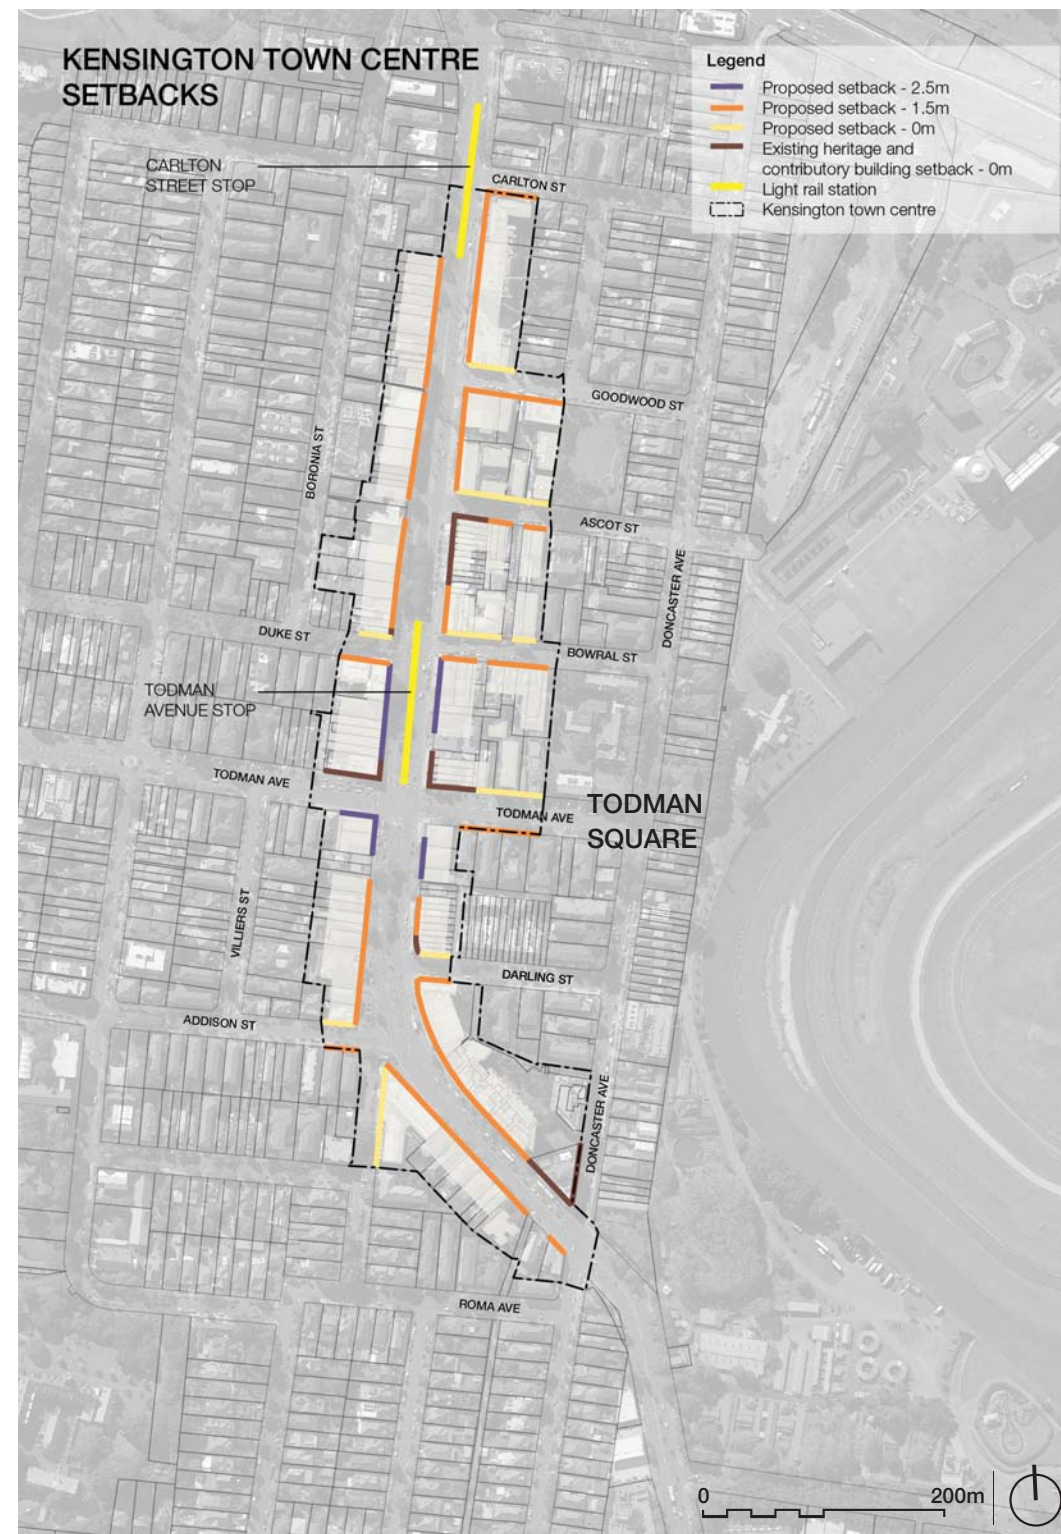 KENSINGTON TOWN CENTRE
SETBACKS
Legend
Proposed setback - 2.5m
Proposed setback - 1.5m
Proposed setback - 0m
Existing heritage and
contributory building setback - 0m
Light rail station
Kensington town centre
CARLTON
STREET STOP
CARLTON ST
GOODWOOD ST
BORONIA ST
ASCOT ST
DONCASTER AVE
DUKE ST
BOWRAL ST
TODMAN
AVENUE STOP
TODMAN AVE
TODMAN AVE
TODMAN
SQUARE
VILLIERS ST
DARLING ST
ADDISON ST
DONCASTER AVE
ROMA AVE
0
200m